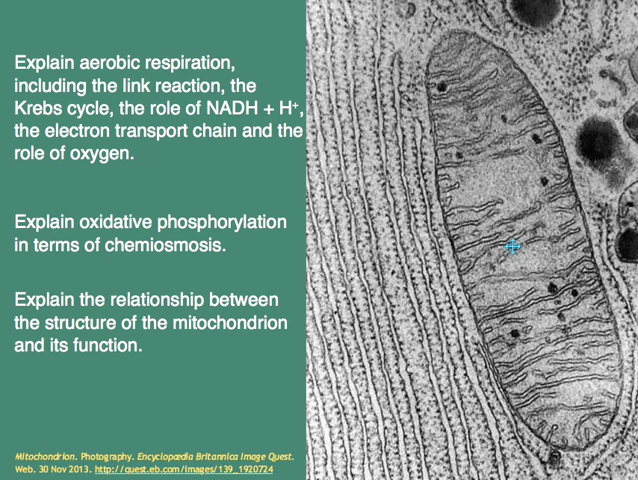 Explain aerobic respiration,
including the link reaction, the
Krebs cycle, the role of NADH + H⁺,
the electron transport chain and the
role of oxygen.
Explain oxidative phosphorylation
in terms of chemiosmosis.
Explain the relationship between
the structure of the mitochondrion
and its function.
Mitochondrion. Photography. Encyclopædia Britannica Image Quest.
Web. 30 Nov 2013. http://quest.eb.com/images/139_1920724